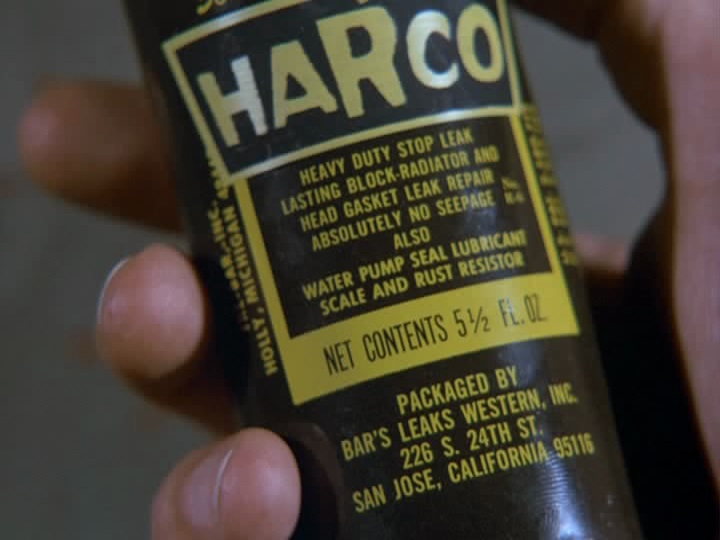 HARCO
HEAVY DUTY STOP LEAK
LASTING BLOCK-RADIATOR AND
HEAD GASKET LEAK REPAIR
ABSOLUTELY NO SEEPAGE
ALSO
WATER PUMP SEAL LUBRICANT
SCALE AND RUST RESISTOR
NET CONTENTS 5½ FL. OZ.
PACKAGED BY
BAR'S LEAKS WESTERN, INC.
226 S. 24TH ST.
SAN JOSE, CALIFORNIA 95116
INC.
HOLLY, MICHIGAN